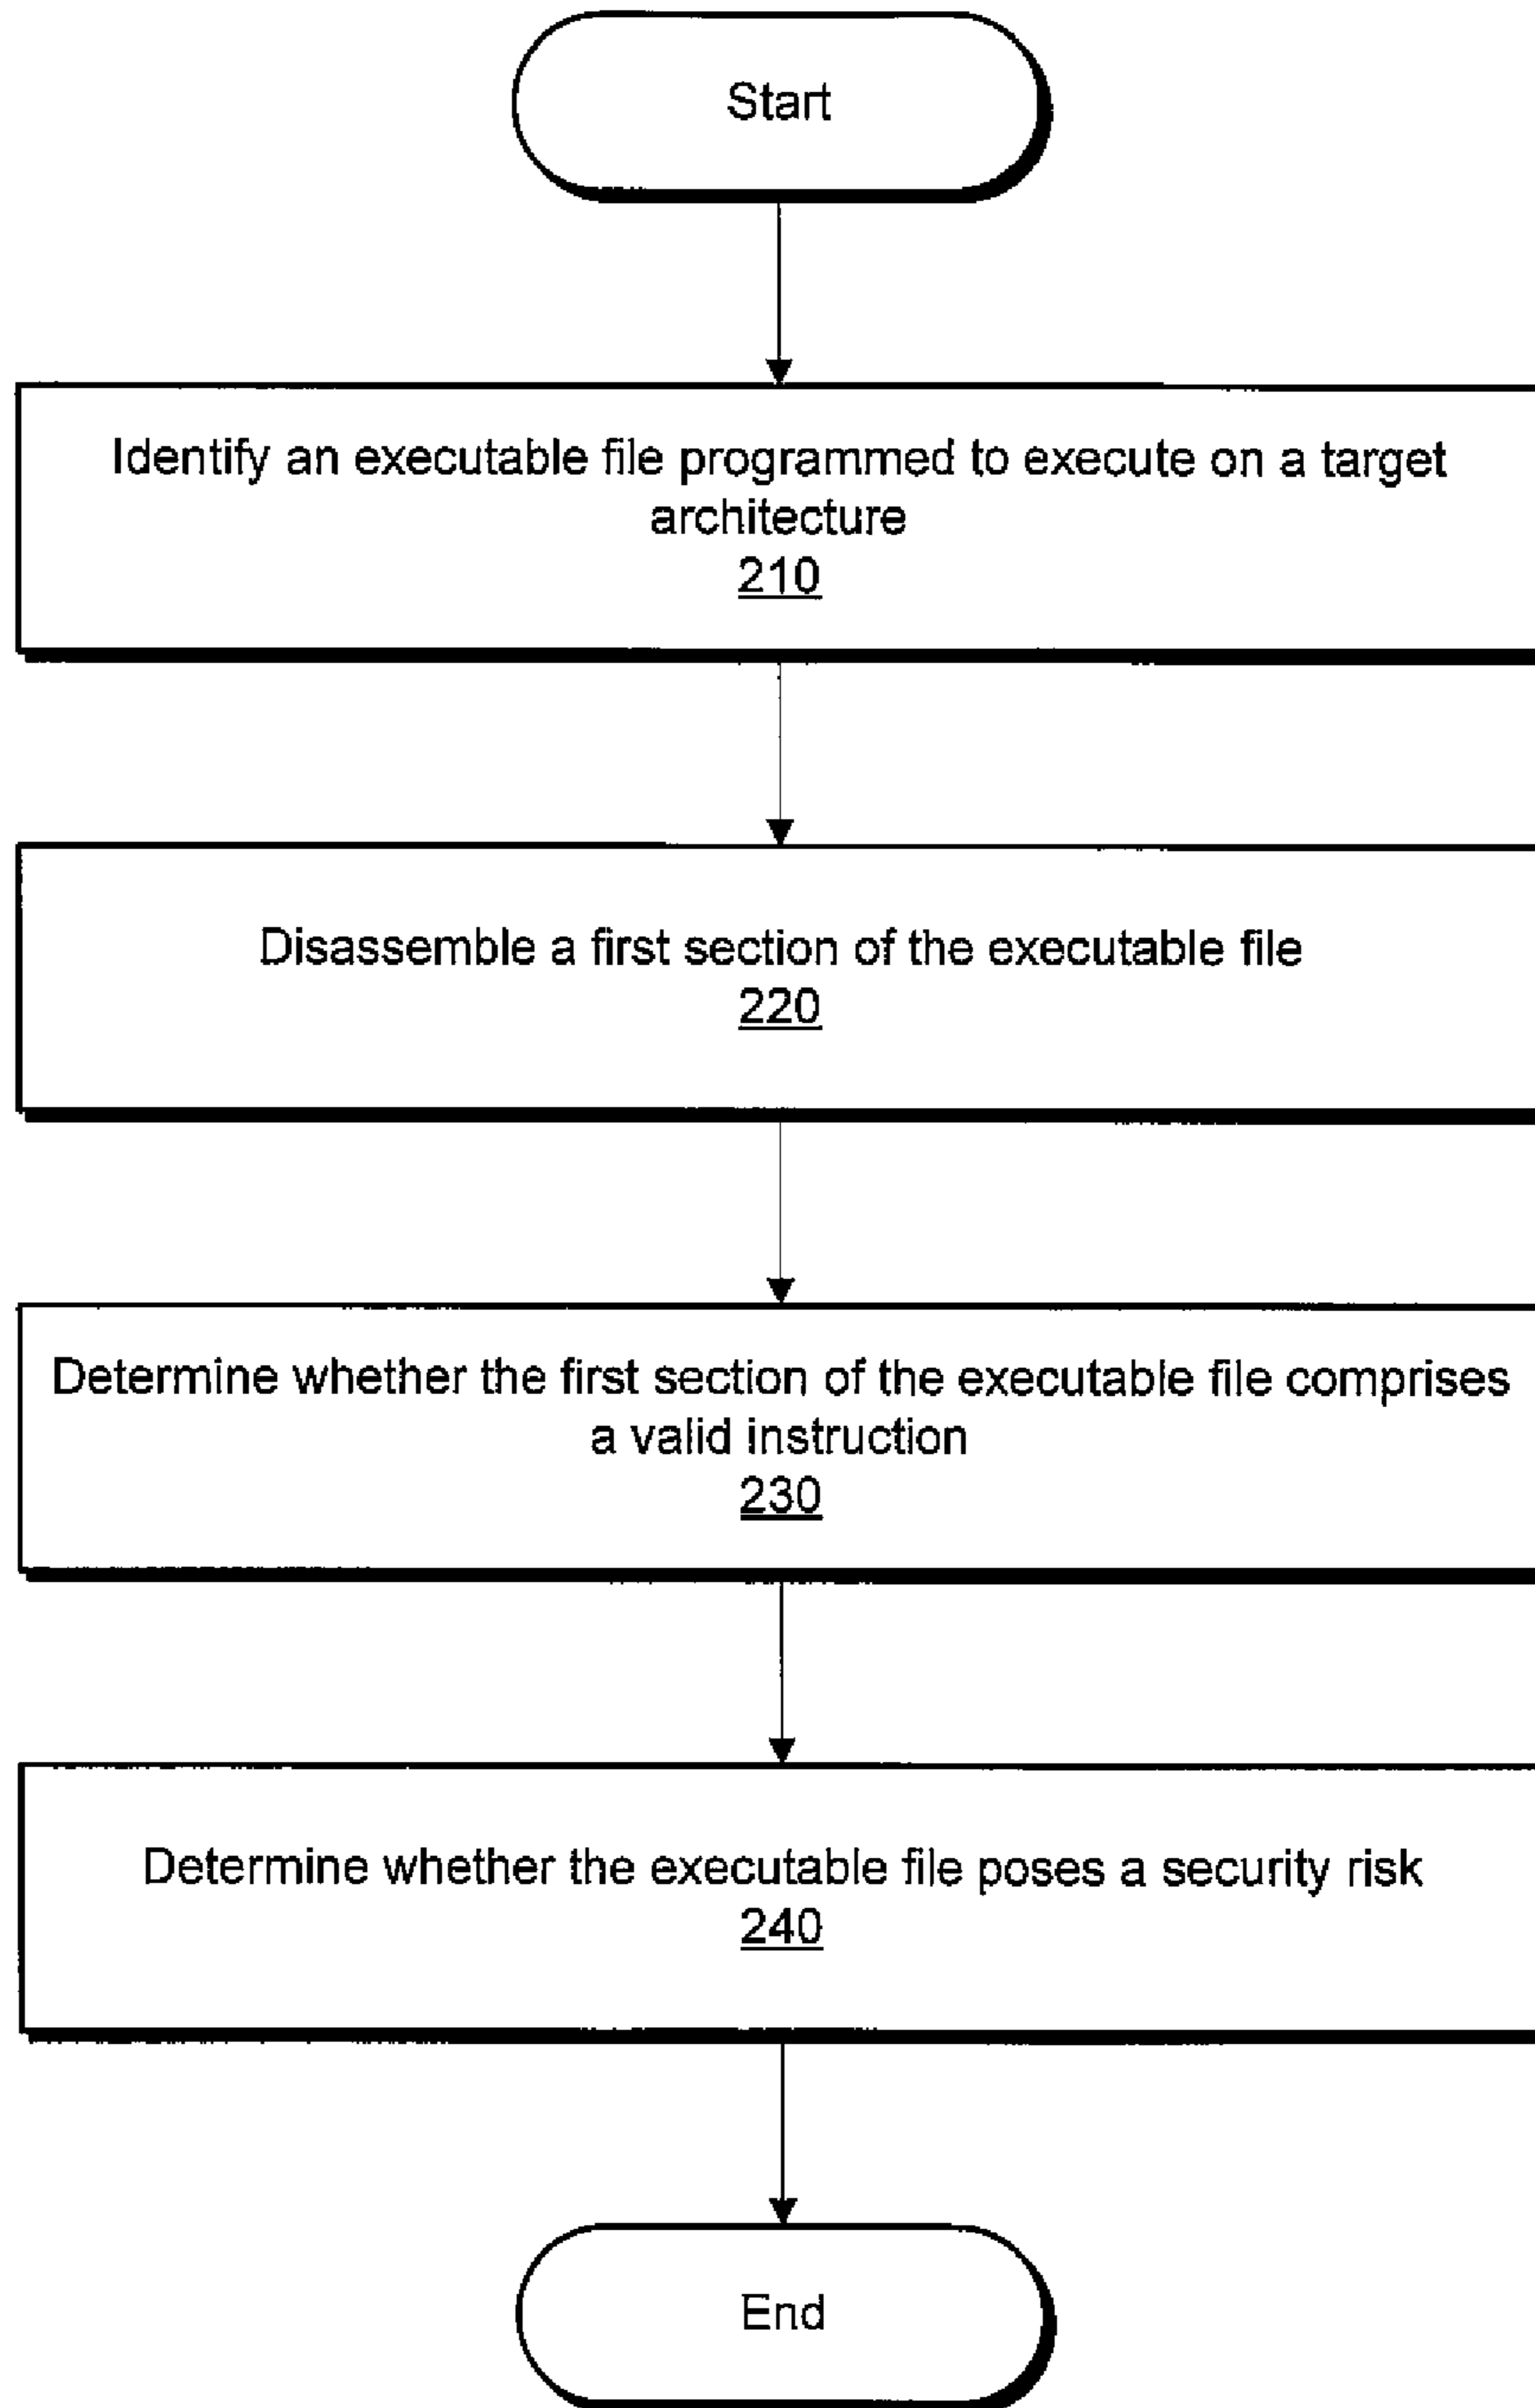 Start
Identify an executable file programmed to execute on a target
architecture
210
Disassemble a first section of the executable file
220
Determine whether the first section of the executable file comprises
a valid instruction
230
Determine whether the executable file poses a security risk
240
End